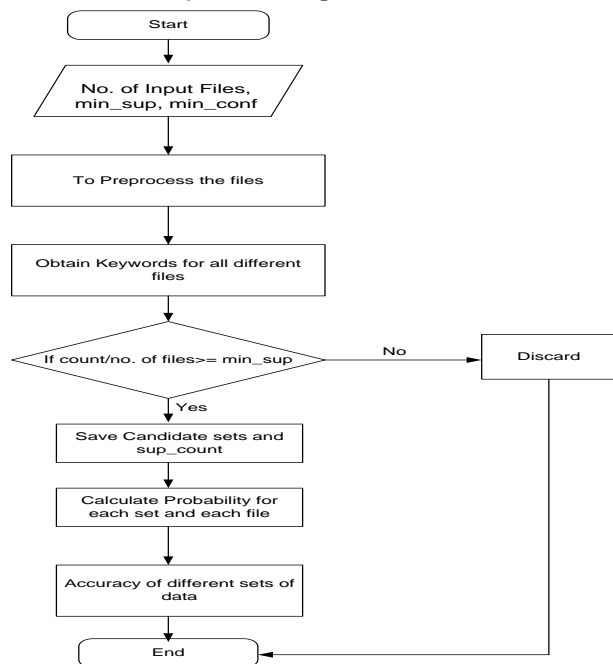 Start
No. of Input Files,
min_sup, min_conf
To Preprocess the files
Obtain Keywords for all different
files
If count/no. of files>= min_sup
No
Discard
Yes
Save Candidate sets and
sup_count
Calculate Probability for
each set and each file
Accuracy of different sets of
data
End